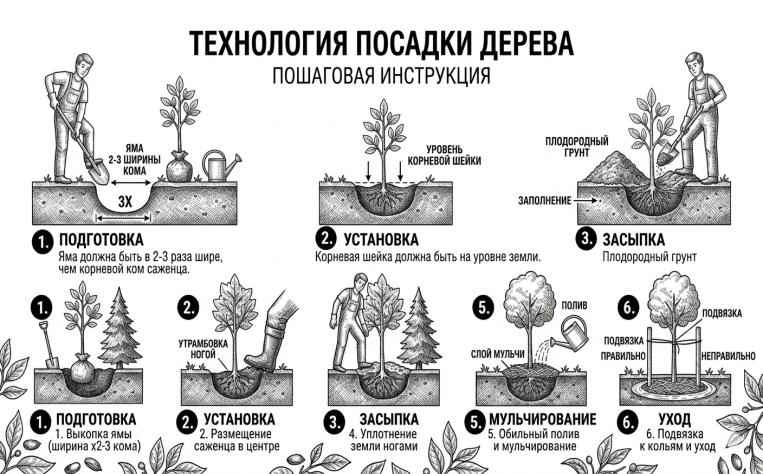 ТЕХНОЛОГИЯ ПОСАДКИ ДЕРЕВА
ПОШАГОВАЯ ИНСТРУКЦИЯ
ЯМА
2-3 ШИРИНЫ
КОМА
3X
УРОВЕНЬ
КОРНЕВОЙ ШЕЙКИ
ПЛОДОРОДНЫЙ
ГРУНТ
ЗАПОЛНЕНИЕ
1. ПОДГОТОВКА
Яма должна быть в 2-3 раза шире,
чем корневой ком саженца.
2. УСТАНОВКА
Корневая шейка должна быть на уровне земли.
3. ЗАСЫПКА
Плодородный грунт
1.
2.
УТРАМБОВКА
НОГОЙ
5.
ПОЛИВ
СЛОЙ МУЛЬЧИ
6.
ПОДВЯЗКА
ПОДВЯЗКА
ПРАВИЛЬНО
НЕПРАВИЛЬНО
1. ПОДГОТОВКА
1. Выкопка ямы
(ширина x2-3 кома)
2. УСТАНОВКА
2. Размещение
саженца в центре
3. ЗАСЫПКА
4. Уплотнение
земли ногами
5. МУЛЬЧИРОВАНИЕ
5. Обильный полив
и мульчирование
6. УХОД
6. Подвязка
к кольям и уход